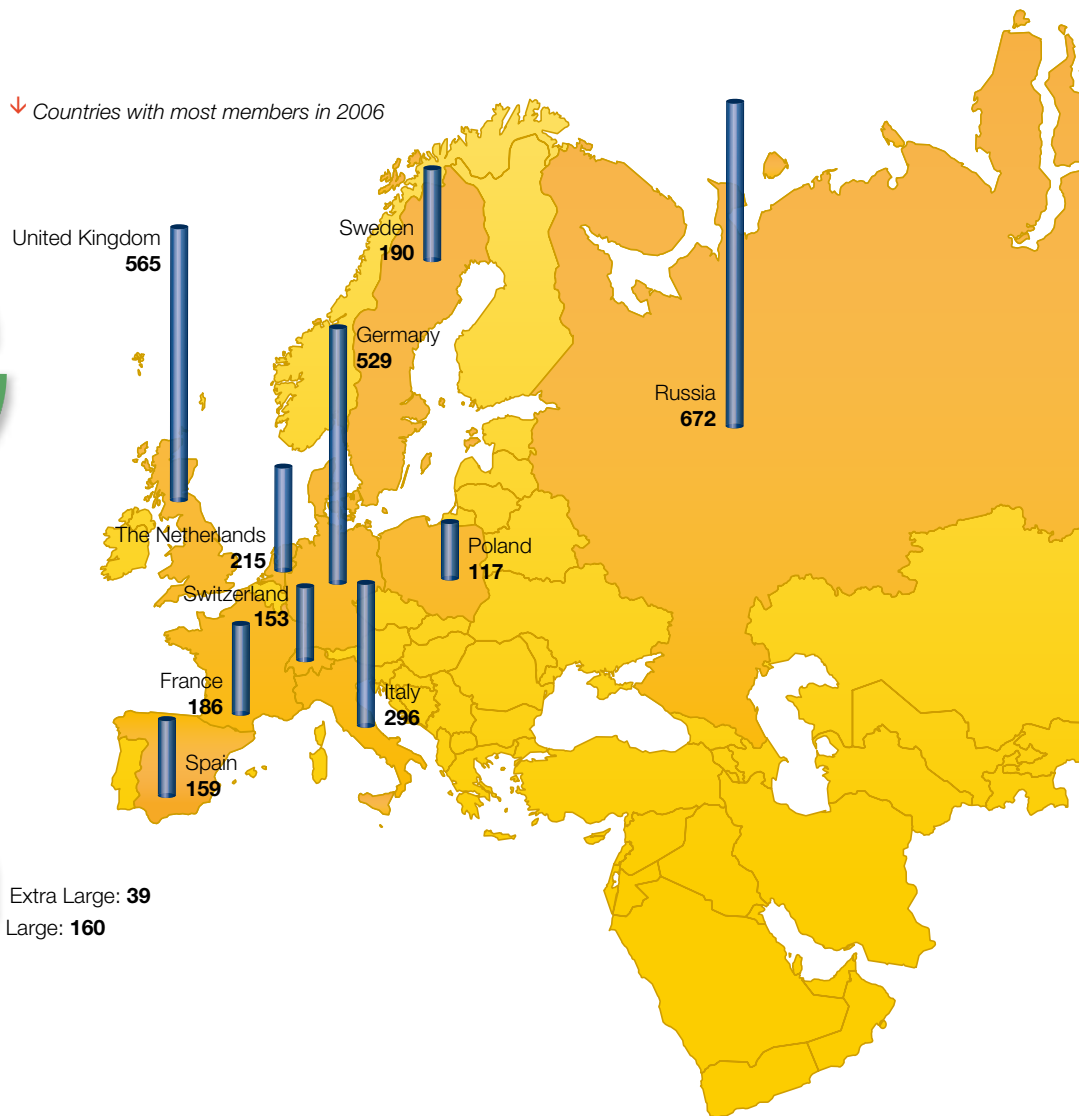 ↓ Countries with most members in 2006
United Kingdom
565
Sweden
190
Germany
529
Russia
672
The Netherlands
215
Poland
117
Switzerland
153
France
186
Italy
296
Spain
159
Extra Large: 39
Large: 160